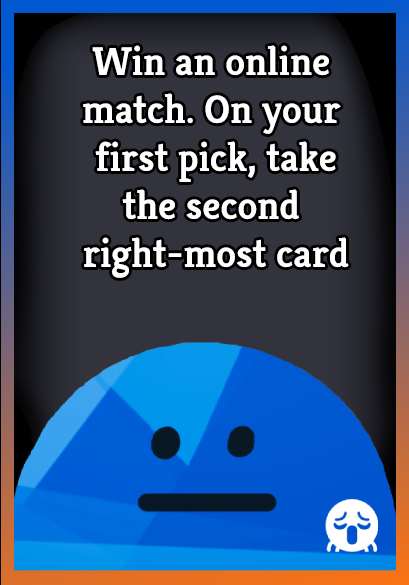 Win an online
match. On your
first pick, take
the second
right-most card